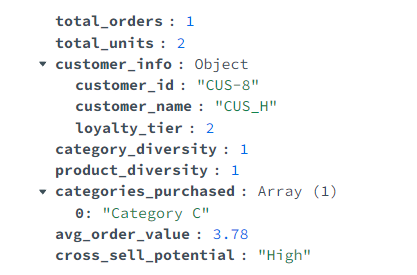 total_orders : 1
total_units : 2
customer_info : Object
customer_id : "CUS-8"
customer_name : "CUS_H"
loyalty_tier : 2
category_diversity : 1
product_diversity : 1
categories_purchased : Array (1)
0: "Category C"
avg_order_value : 3.78
cross_sell_potential : "High"